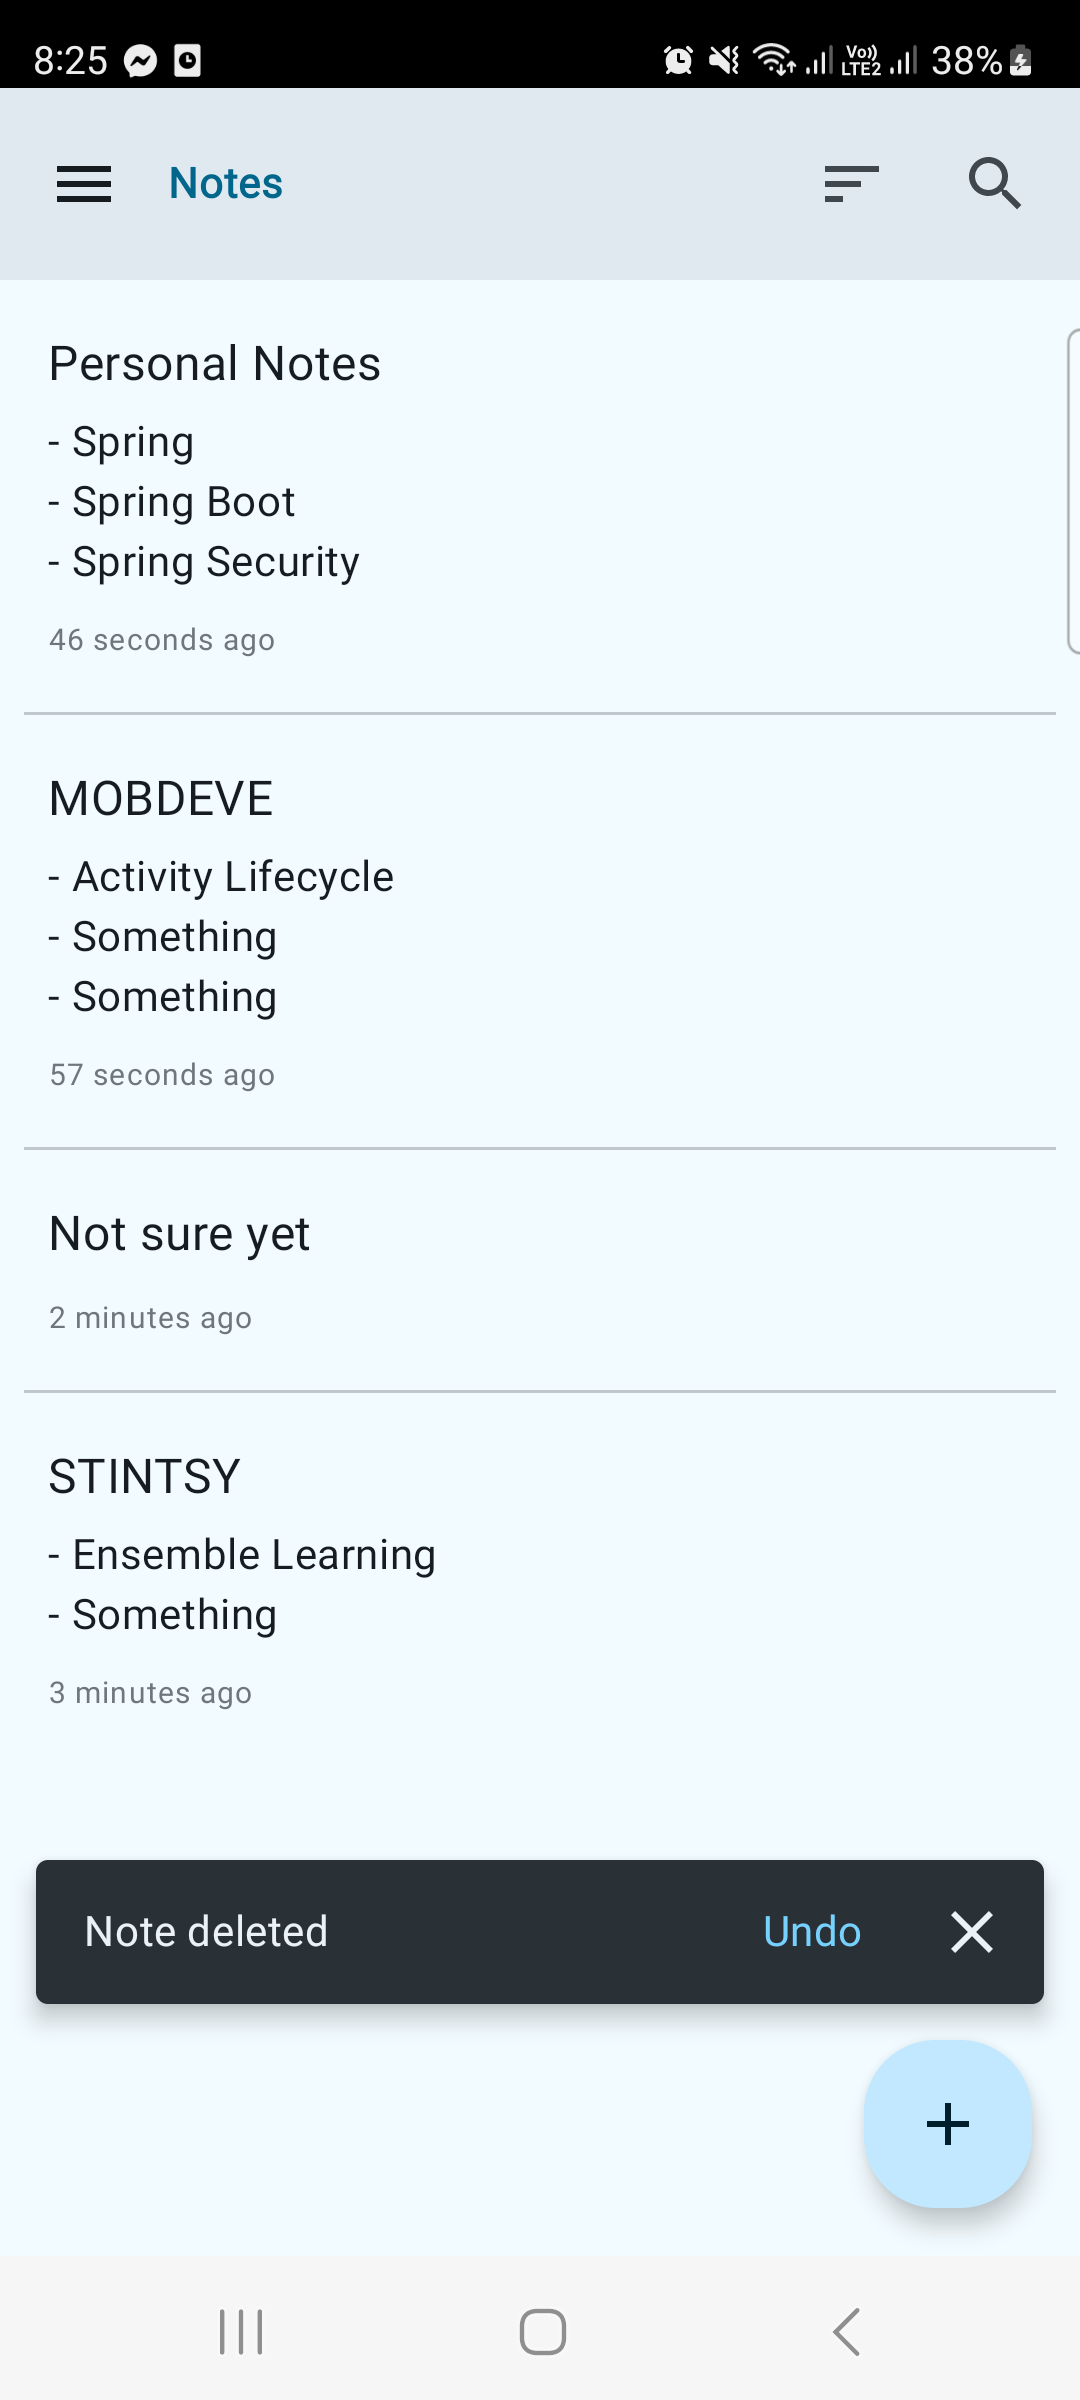 8:25 Vo)) LTE2 38%
Notes
Personal Notes
- Spring
- Spring Boot
- Spring Security
46 seconds ago
MOBDEVE
- Activity Lifecycle
- Something
- Something
57 seconds ago
Not sure yet
2 minutes ago
STINTSY
- Ensemble Learning
- Something
3 minutes ago
Note deleted Undo